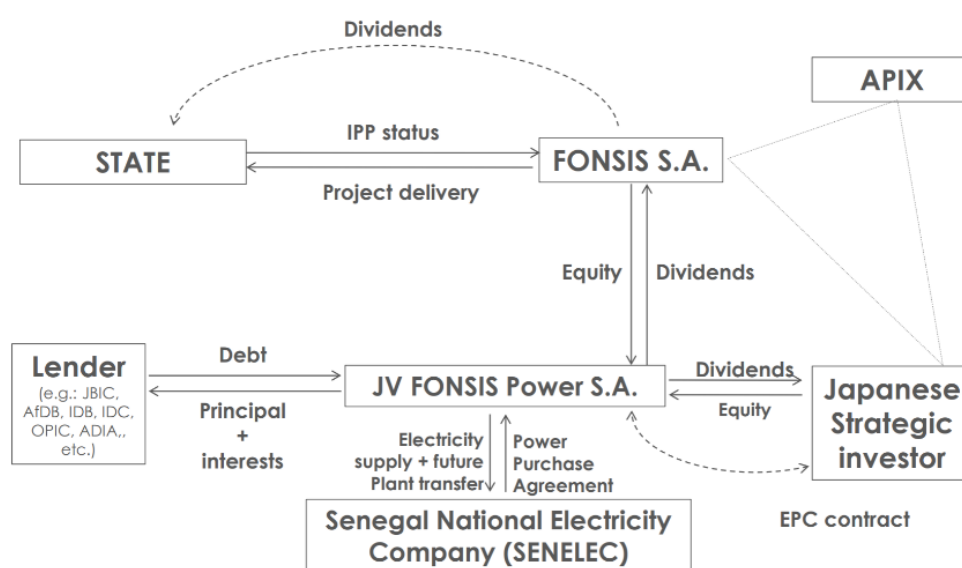 Dividends
APIX
IPP status
STATE
FONSIS S.A.
Project delivery
Equity
Dividends
Lender
(e.g.: JBIC,
AfDB, IDB, IDC,
OPIC, ADIA,,
etc.)
Debt
Principal
+
interests
JV FONSIS Power S.A.
Dividends
Equity
Japanese
Strategic
investor
Electricity
supply + future
Plant transfer
Power
Purchase
Agreement
EPC contract
Senegal National Electricity
Company (SENELEC)